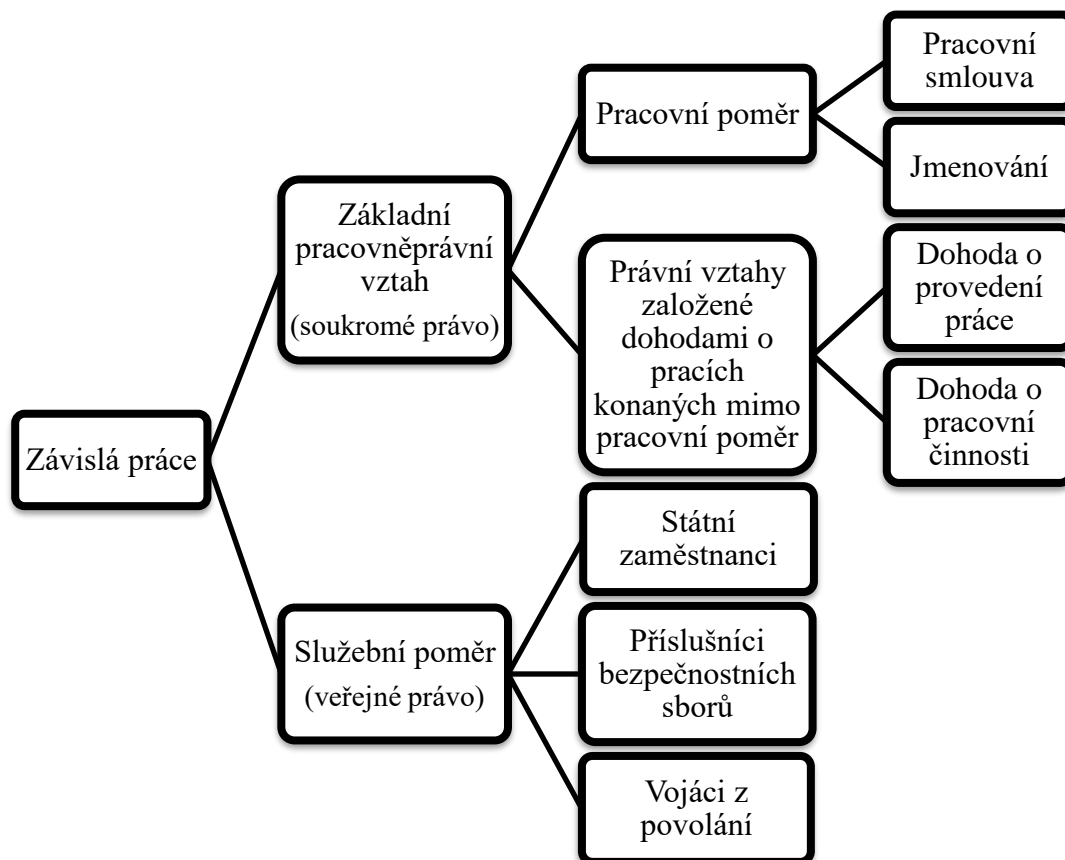 Závislá práce
Základní
pracovněprávní
vztah
(soukromé právo)
Pracovní poměr
Pracovní
smlouva
Jmenování
Právní vztahy
založené
dohodami o
pracích
konaných mimo
pracovní poměr
Dohoda o
provedení
práce
Dohoda o
pracovní
činnosti
Služební poměr
(veřejné právo)
Státní
zaměstnanci
Příslušníci
bezpečnostních
sborů
Vojáci z
povolání